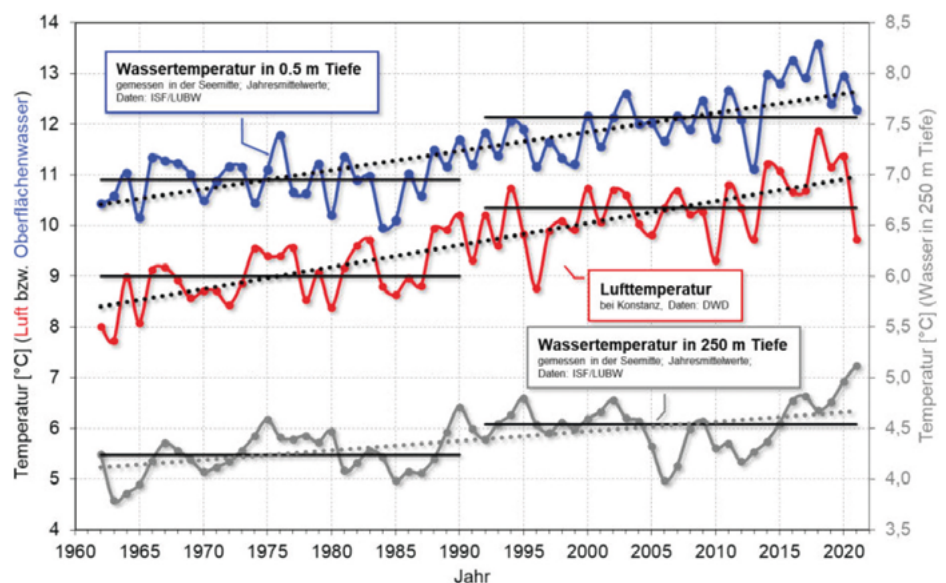 14
13
12
11
10
9
8
7
6
5
4
8,5
8,0
7,5
7,0
6,5
6,0
5,5
5,0
4,5
4,0
3,5
Temperatur [°C] (Luft bzw. Oberflächenwasser)
Temperatur [°C] (Wasser in 250 m Tiefe)
Wassertemperatur in 0.5 m Tiefe
gemessen in der Seemitte; Jahresmittelwerte;
Daten: ISF/LUBW
Lufttemperatur
bei Konstanz, Daten: DWD
Wassertemperatur in 250 m Tiefe
gemessen in der Seemitte; Jahresmittelwerte;
Daten: ISF/LUBW
1960 1965 1970 1975 1980 1985 1990 1995 2000 2005 2010 2015 2020
Jahr